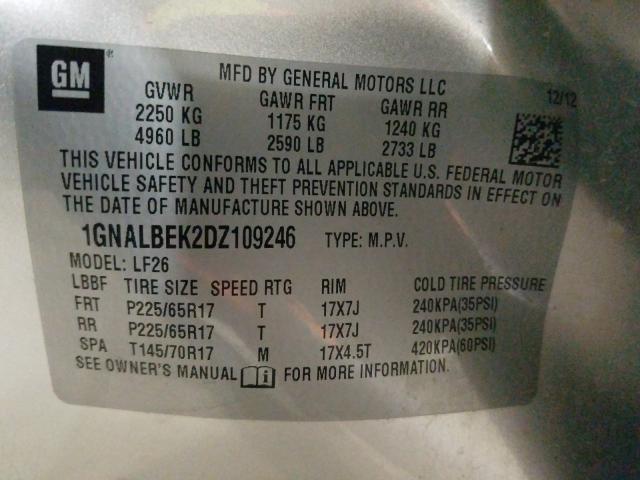 GM
MFD BY GENERAL MOTORS LLC
12/12
GVWR GAWR FRT GAWR RR
2250 KG 1175 KG 1240 KG
4960 LB 2590 LB 2733 LB
THIS VEHICLE CONFORMS TO ALL APPLICABLE U.S. FEDERAL MOTOR
VEHICLE SAFETY AND THEFT PREVENTION STANDARDS IN EFFECT ON
THE DATE OF MANUFACTURE SHOWN ABOVE.
1GNALBEK2DZ109246 TYPE: M.P.V.
MODEL: LF26
LBBF TIRE SIZE SPEED RTG RIM COLD TIRE PRESSURE
FRT P225/65R17 T 17X7J 240KPA(35PSI)
RR P225/65R17 T 17X7J 240KPA(35PSI)
SPA T145/70R17 M 17X4.5T 420KPA(60PSI)
SEE OWNER'S MANUAL i FOR MORE INFORMATION.